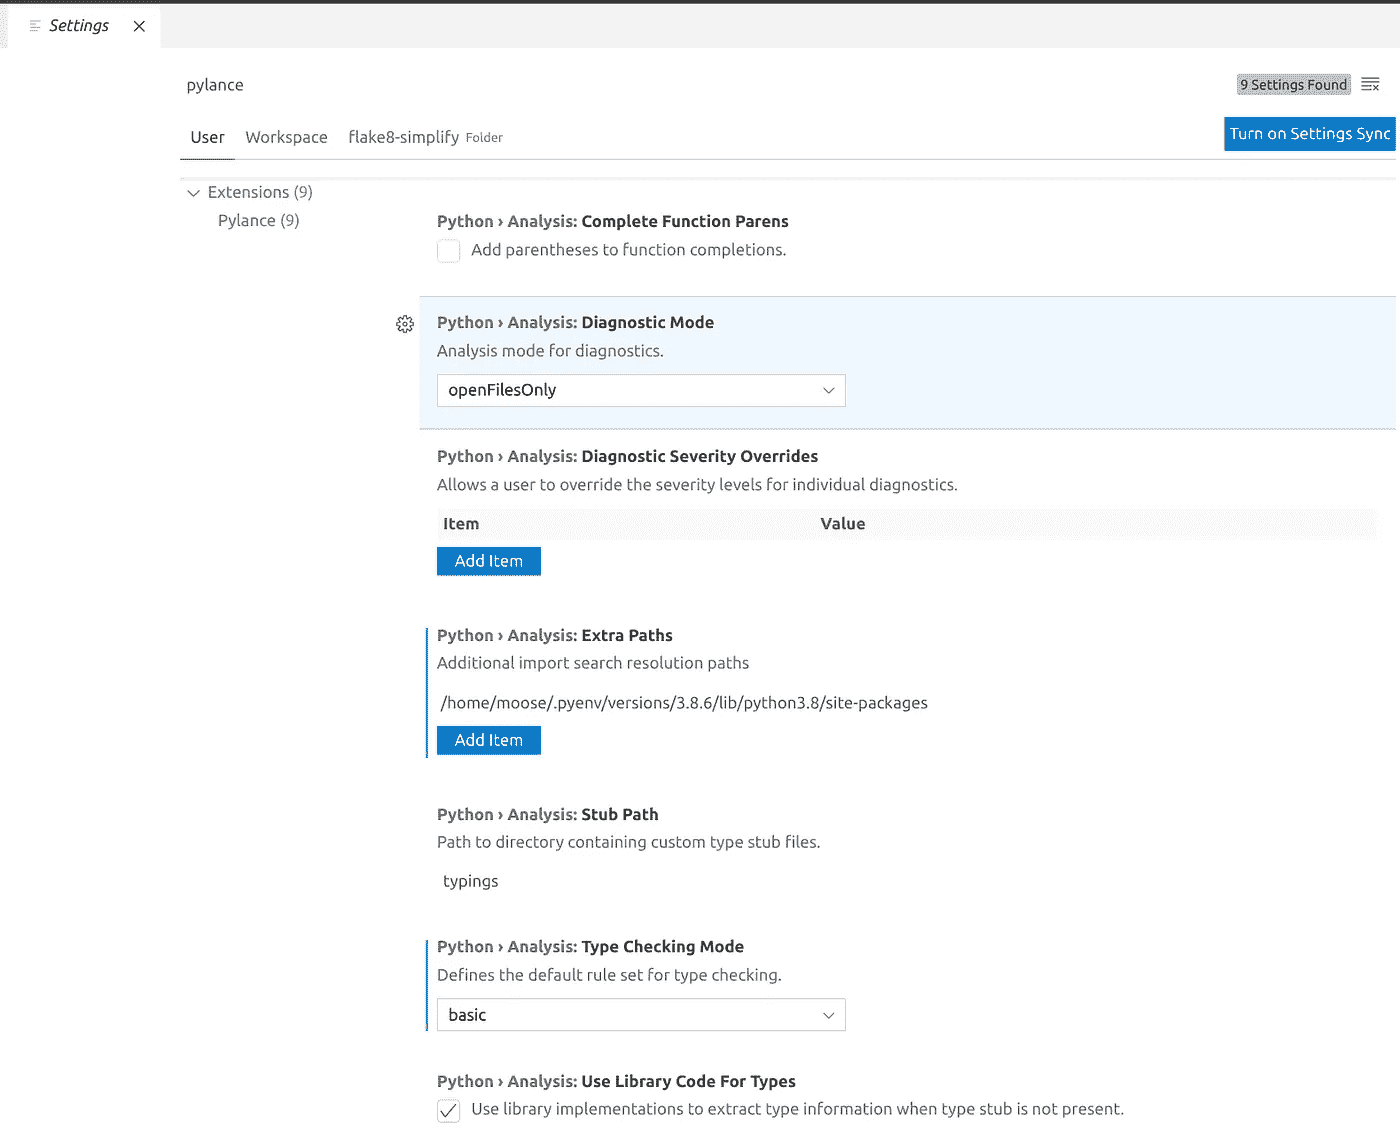 Settings
pylance
9 Settings Found
User Workspace flake8-simplify Folder
Turn on Settings Sync
Extensions (9)
Pylance (9)
Python › Analysis: Complete Function Parens
Add parentheses to function completions.
Python › Analysis: Diagnostic Mode
Analysis mode for diagnostics.
openFilesOnly
Python › Analysis: Diagnostic Severity Overrides
Allows a user to override the severity levels for individual diagnostics.
Item Value
Add Item
Python › Analysis: Extra Paths
Additional import search resolution paths
/home/moose/.pyenv/versions/3.8.6/lib/python3.8/site-packages
Add Item
Python › Analysis: Stub Path
Path to directory containing custom type stub files.
typings
Python › Analysis: Type Checking Mode
Defines the default rule set for type checking.
basic
Python › Analysis: Use Library Code For Types
Use library implementations to extract type information when type stub is not present.